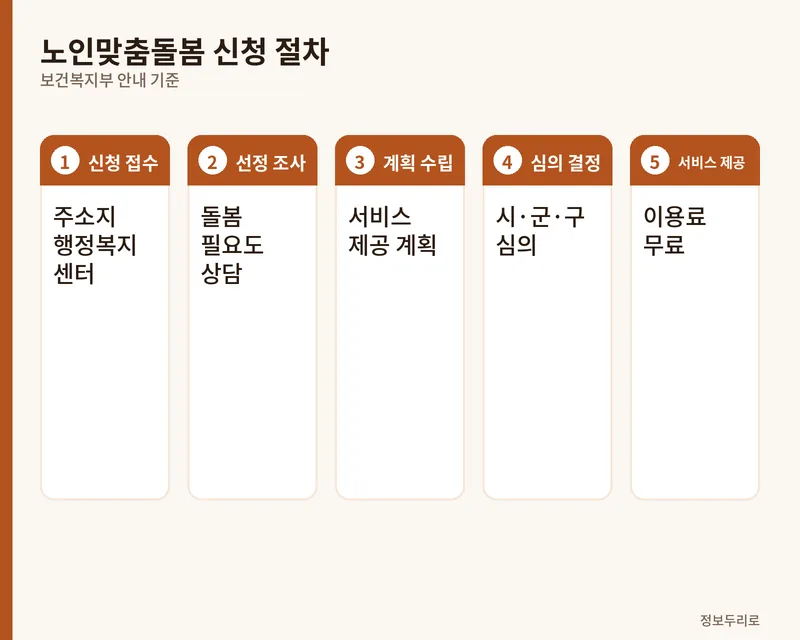 노인맞춤돌봄 신청 절차
보건복지부 안내 기준
1 신청 접수
주소지
행정복지
센터
2 선정 조사
돌봄
필요도
상담
3 계획 수립
서비스
제공 계획
4 심의 결정
시·군·구
심의
5 서비스 제공
이용료
무료
정보두리로